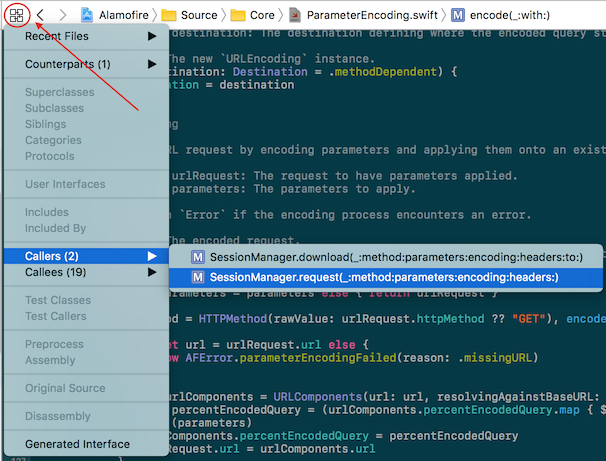 Alamofire Source Core ParameterEncoding.swift M encode(_:with:)
Recent Files
destination: The destination defining where the encoded query st
Counterparts (1)
The new `URLEncoding` instance.
tination: Destination = .methodDependent) {
ation = destination
Superclasses
Subclasses
Siblings
ng
Categories
Protocols
RL request by encoding parameters and applying them onto an exist
User Interfaces
urlRequest: The request to have parameters applied.
parameters: The parameters to apply.
Includes
n `Error` if the encoding process encounters an error.
Included By
The encoded request.
Callers (2)
M SessionManager.download(_:method:parameters:encoding:headers:to:)
Callees (19)
M SessionManager.request(_:method:parameters:encoding:headers:)
Test Classes
parameters = parameters else { return urlRequest }
Test Callers
od = HTTPMethod(rawValue: urlRequest.httpMethod ?? "GET"), encode
Preprocess
et url = urlRequest.url else {
Assembly
ow AFError.parameterEncodingFailed(reason: .missingURL)
Original Source
urlComponents = URLComponents(url: url, resolvingAgainstBaseURL:
Disassembly
percentEncodedQuery = (urlComponents.percentEncodedQuery.map { $
(parameters)
Generated Interface
omponents.percentEncodedQuery = percentEncodedQuery
Request.url = urlComponents.url